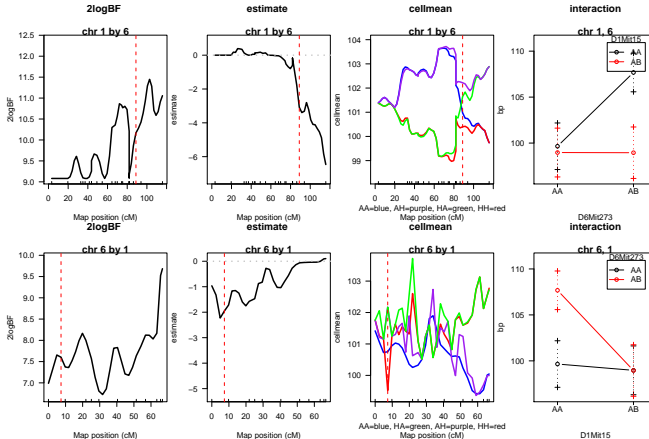 2logBF
estimate
cellmean
interaction
chr 1 by 6
chr 1 by 6
chr 1 by 6
chr 1, 6
12.5
12.0
11.5
11.0
10.5
10.0
9.5
9.0
2logBF
0 20 40 60 80 100
Map position (cM)
0
−2
−4
−6
estimate
0 20 40 60 80 100
Map position (cM)
105
104
103
102
101
100
99
cellmean
0 20 40 60 80 100
Map position (cM)
AA=blue, AH=purple, HA=green, HH=red
D1Mit15
AA
AB
110
105
100
bp
AA AB
D6Mit273
2logBF
estimate
cellmean
interaction
chr 6 by 1
chr 6 by 1
chr 6 by 1
chr 6, 1
10.0
9.5
9.0
8.5
8.0
7.5
7.0
2logBF
0 10 20 30 40 50 60
Map position (cM)
0
−1
−2
−3
−4
−5
estimate
0 10 20 30 40 50 60
Map position (cM)
104
103
102
101
100
cellmean
0 10 20 30 40 50 60
Map position (cM)
AA=blue, HA=green, AH=purple, HH=red
D6Mit273
AA
AB
110
105
100
bp
AA AB
D1Mit15